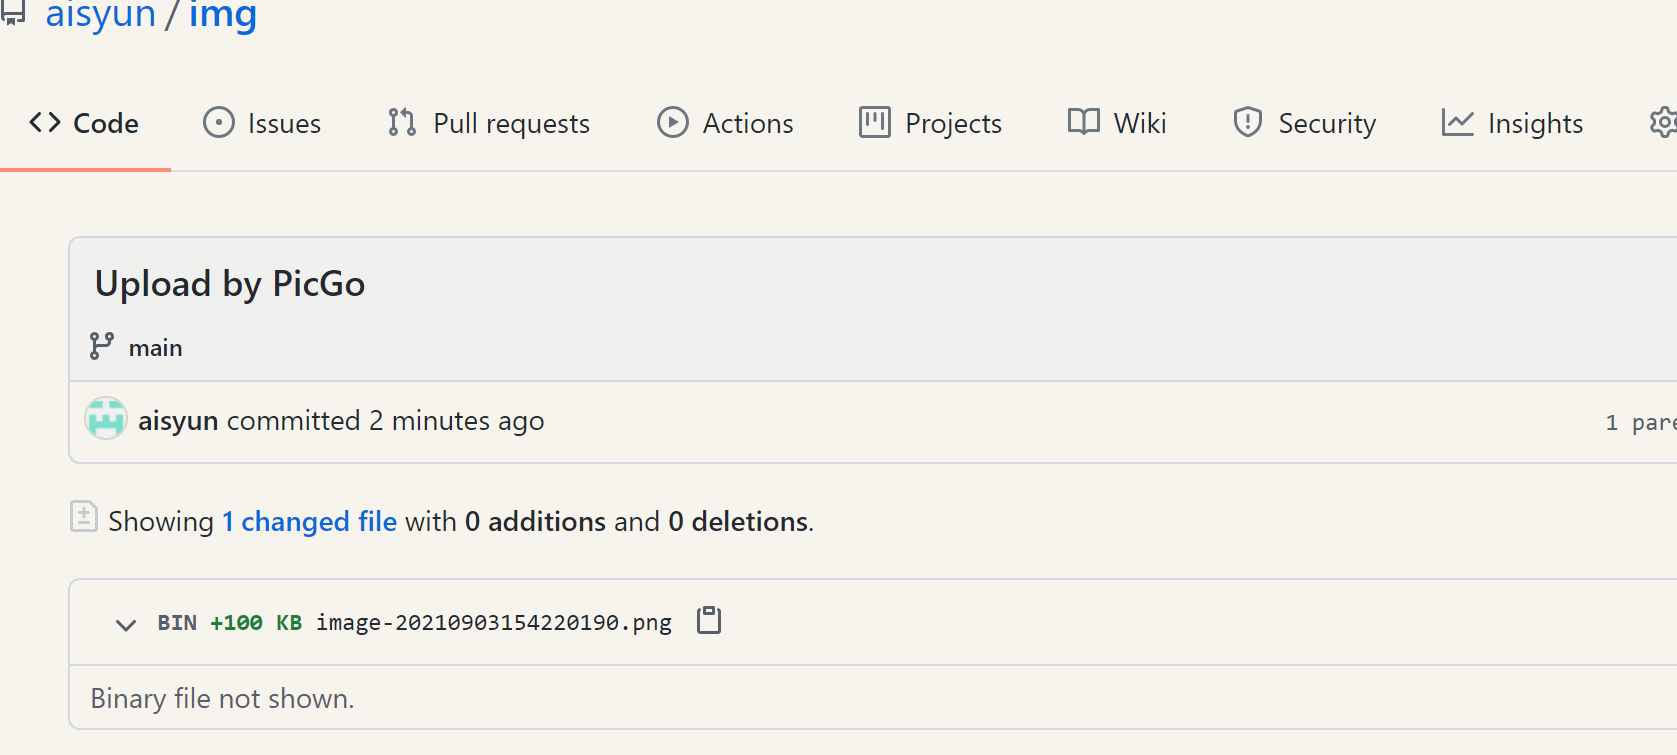 aisyun / img
Code Issues Pull requests Actions Projects Wiki Security Insights
Upload by PicGo
main
aisyun committed 2 minutes ago
1
Showing 1 changed file with 0 additions and 0 deletions.
BIN +100 KB image-20210903154220190.png
Binary file not shown.